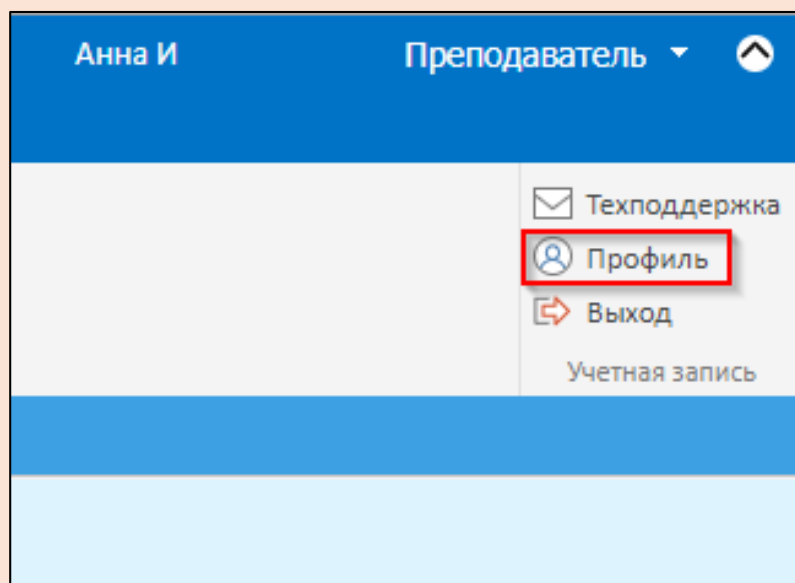 Анна И Преподаватель
Техподдержка
Профиль
Выход
Учетная запись